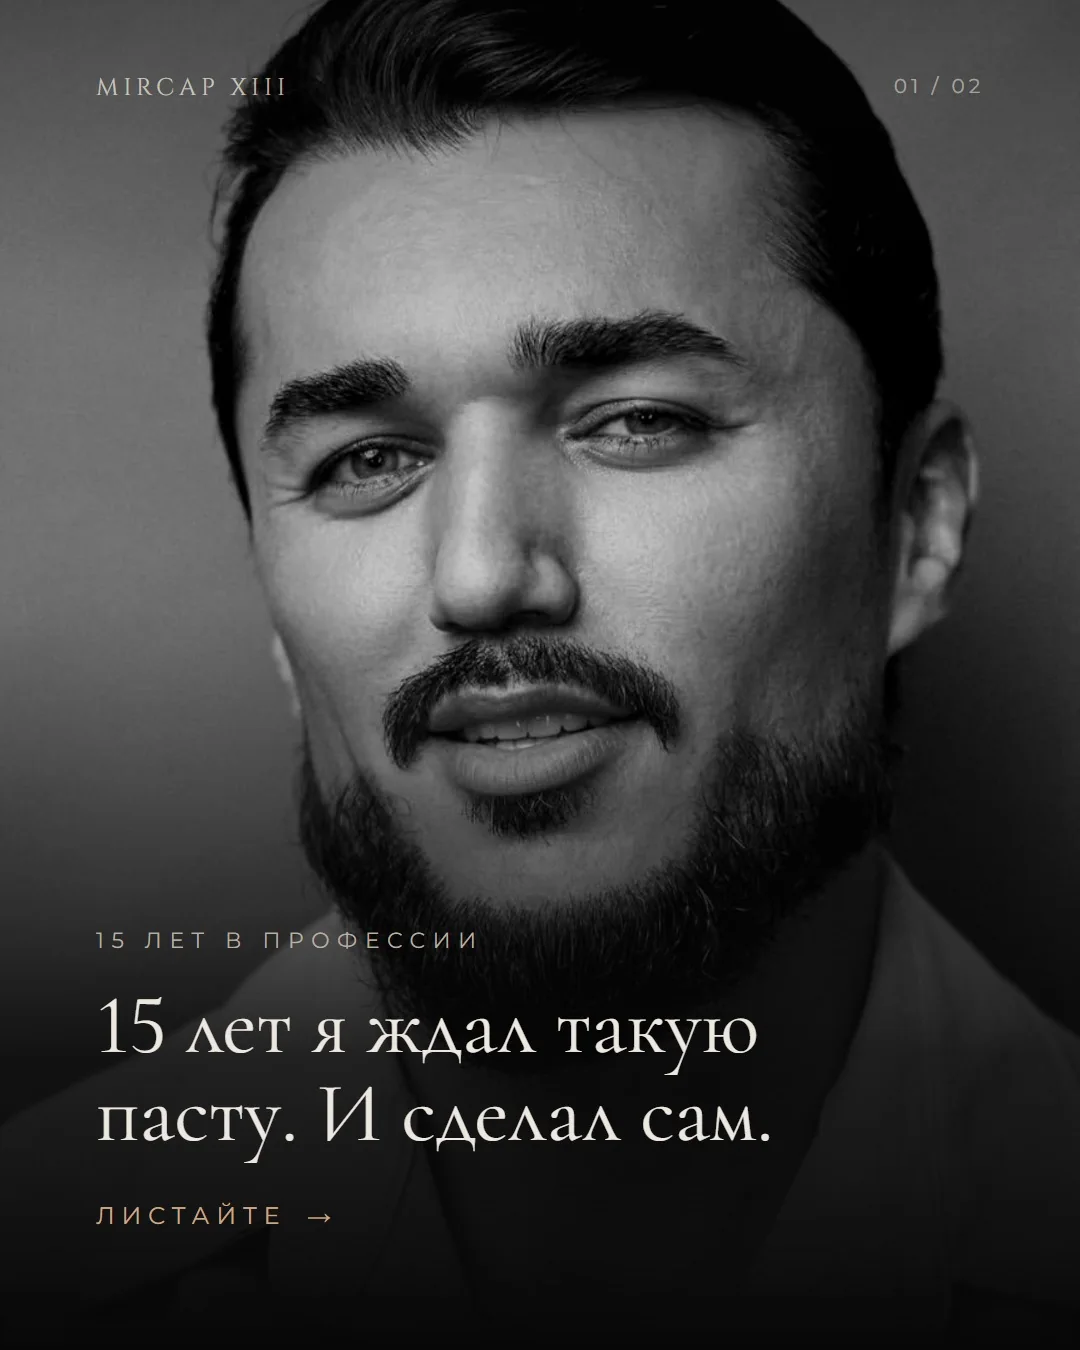 MIRCAP XIII
01 / 02
15 ЛЕТ В ПРОФЕССИИ
15 лет я ждал такую
пасту. И сделал сам.
ЛИСТАЙТЕ →